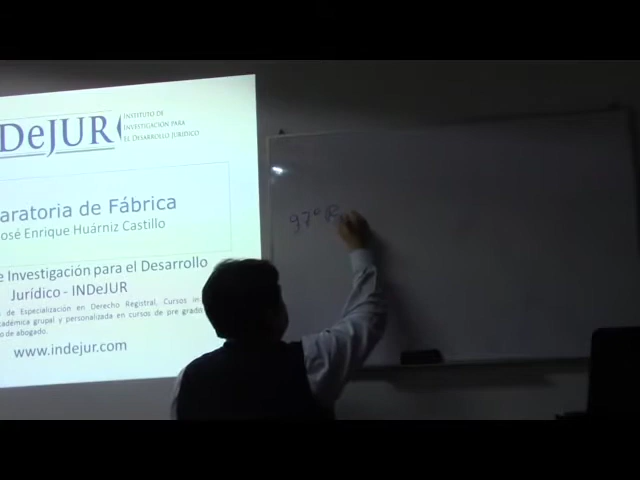 DeJUR
INSTITUTO DE
INVESTIGACIÓN PARA
EL DESARROLLO JURÍDICO
aratoria de Fábrica
osé Enrique Huárniz Castillo
e Investigación para el Desarrollo
Jurídico - INDeJUR
de Especialización en Derecho Registral, Cursos in
cadémica grupal y personalizada en cursos de pre grado
o de abogado.
www.indejur.com
97° R